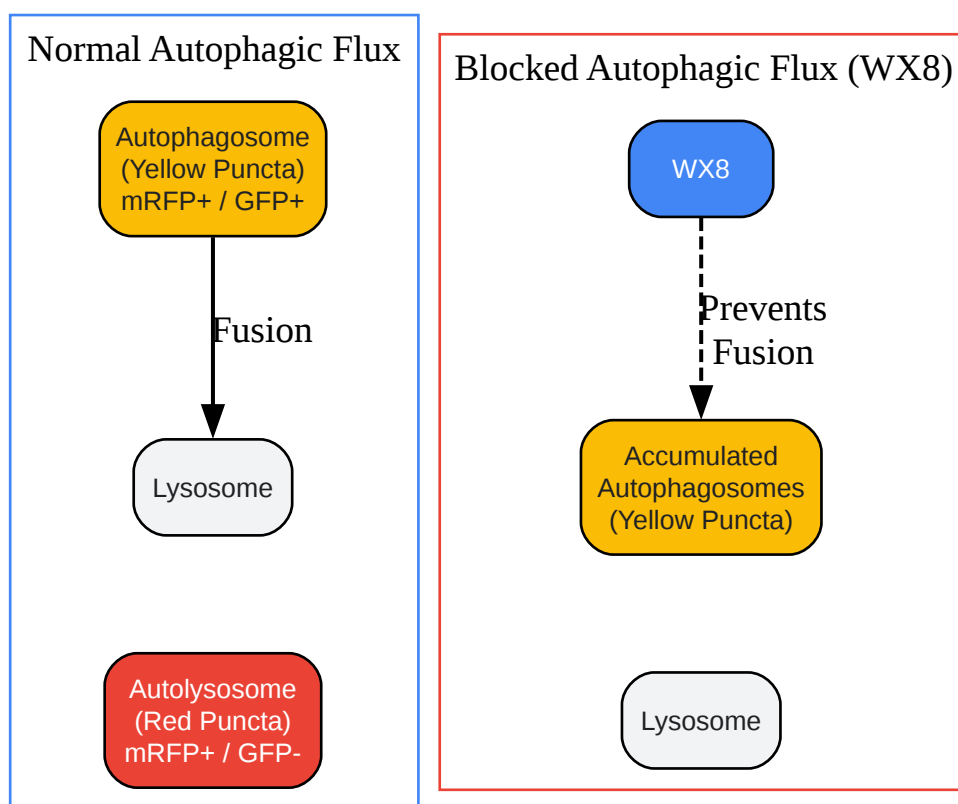 Normal Autophagic Flux
Autophagosome
(Yellow Puncta)
mRFP+ / GFP+
Fusion
Lysosome
Autolysosome
(Red Puncta)
mRFP+ / GFP-
Blocked Autophagic Flux (WX8)
WX8
Prevents
Fusion
Accumulated
Autophagosomes
(Yellow Puncta)
Lysosome